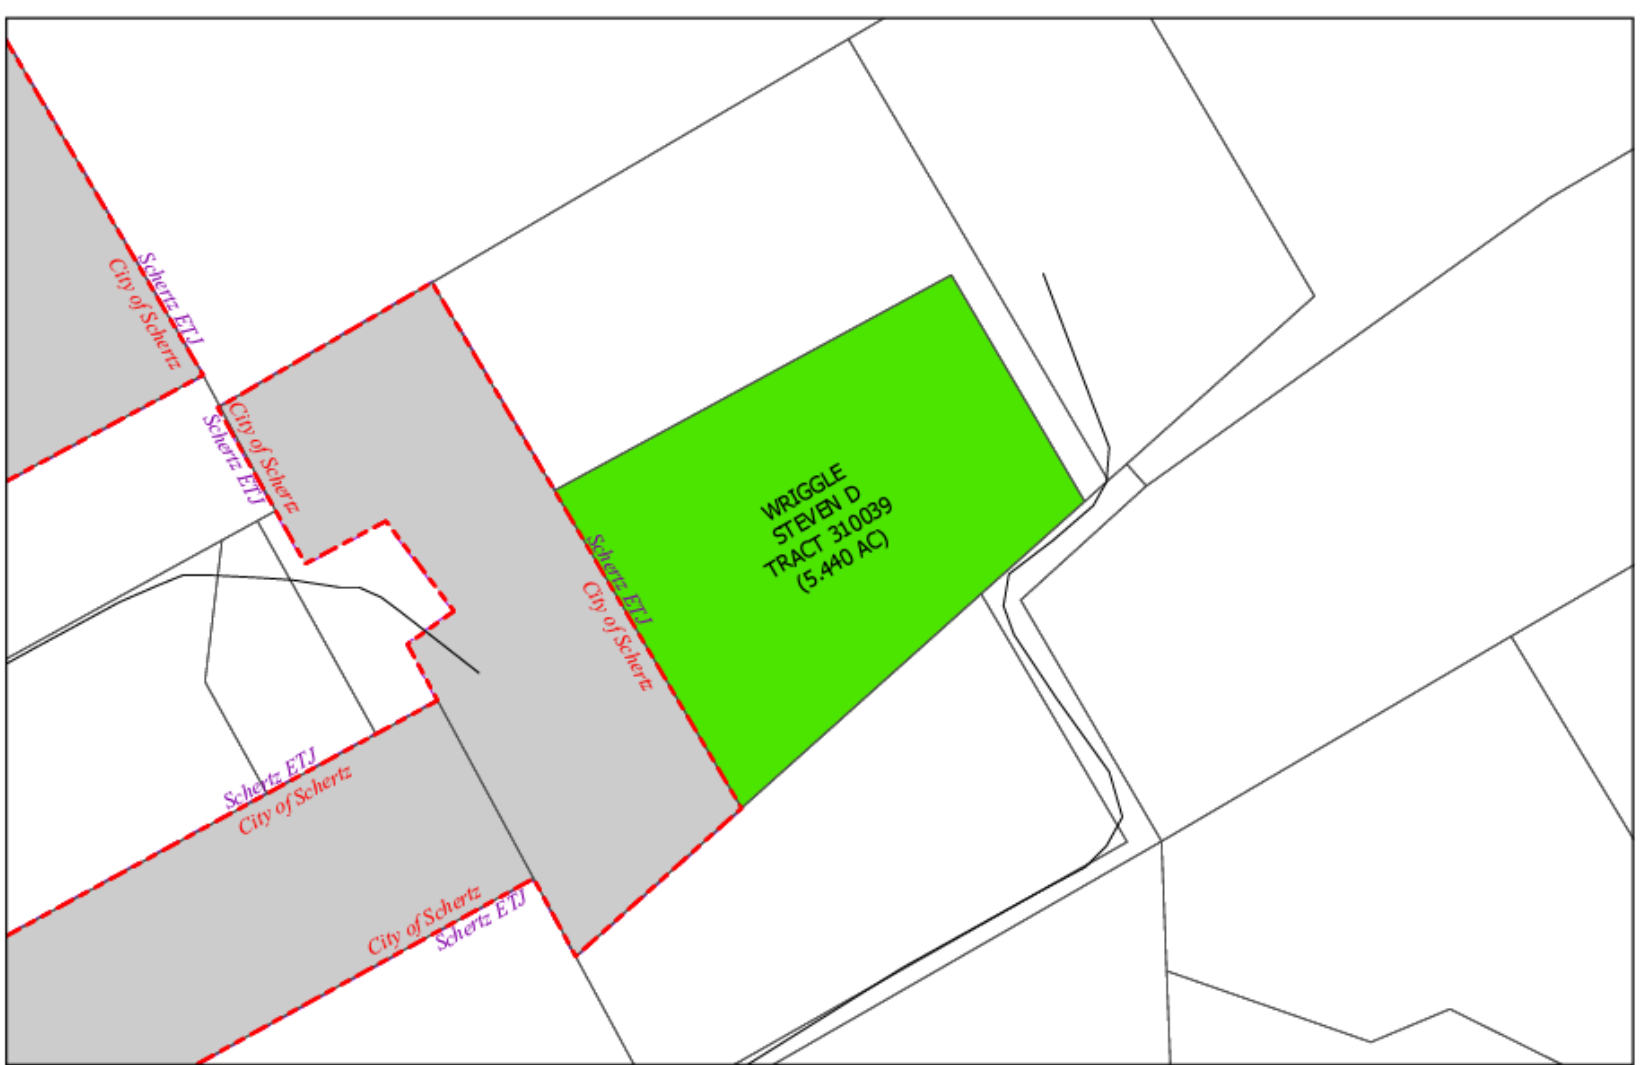 Schertz ETJ
City of Schertz
City of Schertz
Schertz ETJ
WRIGGLE
STEVEN D
TRACT 310039
(5.440 AC)
Schertz ETJ
City of Schertz
Schertz ETJ
City of Schertz
City of Schertz
Schertz ETJ